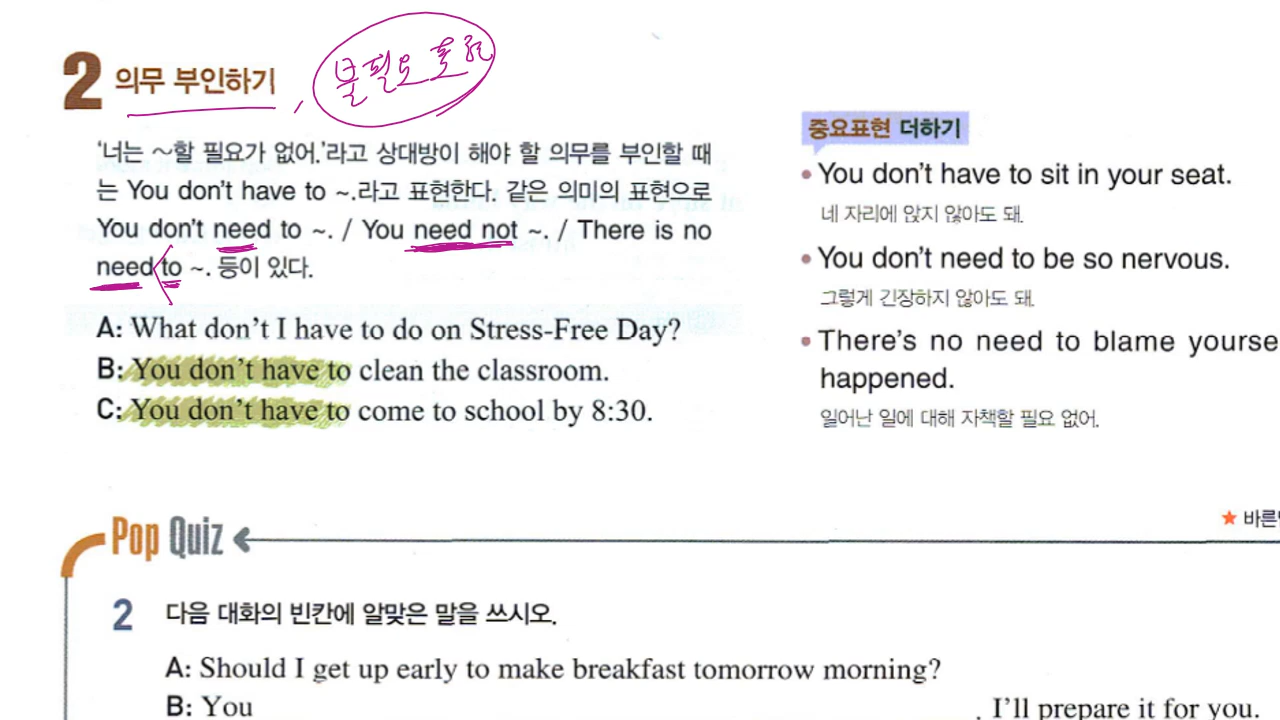 2 의무 부인하기
불필요 표현
'너는 ~할 필요가 없어.'라고 상대방이 해야 할 의무를 부인할 때
는 You don't have to ~.라고 표현한다. 같은 의미의 표현으로
You don't need to ~. / You need not ~. / There is no
need to ~. 등이 있다.
A: What don't I have to do on Stress-Free Day?
B: You don't have to clean the classroom.
C: You don't have to come to school by 8:30.
중요표현 더하기
• You don't have to sit in your seat.
네 자리에 앉지 않아도 돼.
• You don't need to be so nervous.
그렇게 긴장하지 않아도 돼.
• There's no need to blame yourse
happened.
일어난 일에 대해 자책할 필요 없어.
Pop Quiz
★ 바른
2 다음 대화의 빈칸에 알맞은 말을 쓰시오.
A: Should I get up early to make breakfast tomorrow morning?
B: You . I'll prepare it for you.